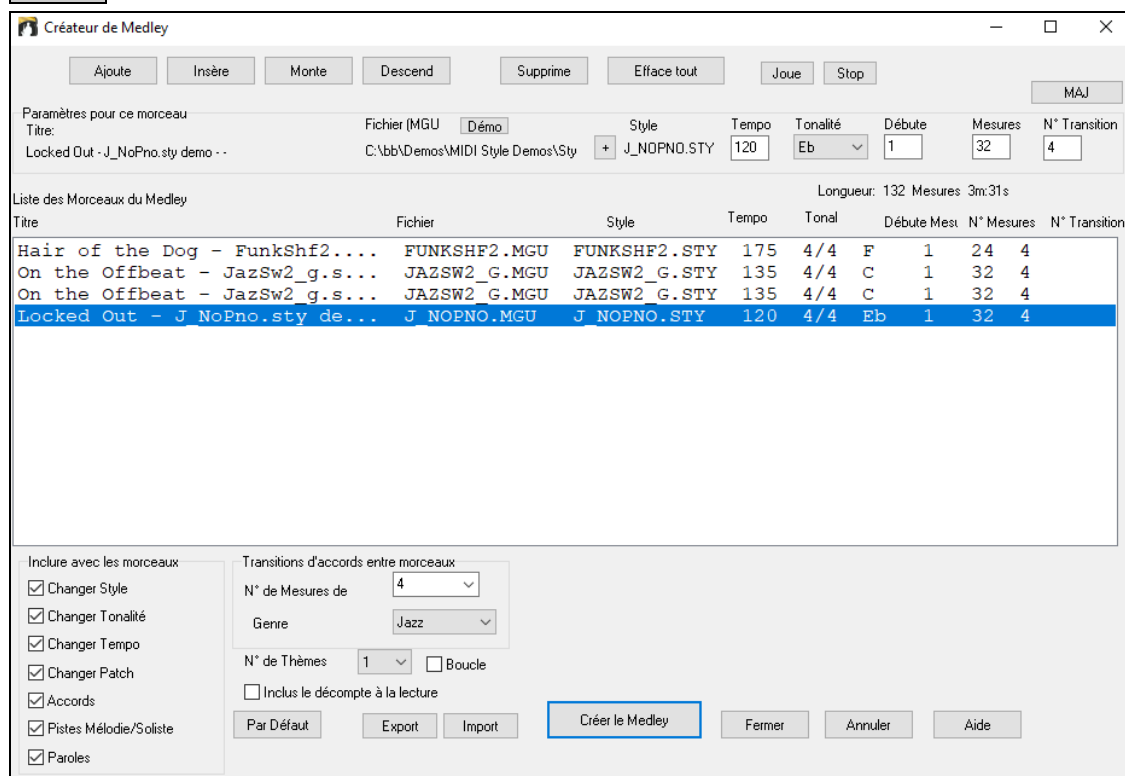 Créateur de Medley
Ajoute Insère Monte Descend Supprime Efface tout Joue Stop
MAJ
Paramètres pour ce morceau
Titre: Fichier (MGU Démo Style Tempo Tonalité Débute Mesures N° Transition
Locked Out - J_NoPno.sty demo - - C:\bb\Demos\MIDI Style Demos\Sty + J_NOPNO.STY 120 Eb 1 32 4
Longueur: 132 Mesures 3m:31s
Liste des Morceaux du Medley
Titre Fichier Style Tempo Tonal Débute Mesu N° Mesures N° Transition
Hair of the Dog - FunkShf2.... FUNKSHF2.MGU FUNKSHF2.STY 175 4/4 F 1 24 4
On the Offbeat - JazSw2_g.s... JAZSW2_G.MGU JAZSW2_G.STY 135 4/4 C 1 32 4
On the Offbeat - JazSw2_g.s... JAZSW2_G.MGU JAZSW2_G.STY 135 4/4 C 1 32 4
Locked Out - J_NoPno.sty de... J_NOPNO.MGU J_NOPNO.STY 120 4/4 Eb 1 32 4
Inclure avec les morceaux
Changer Style
Changer Tonalité
Changer Tempo
Changer Patch
Accords
Pistes Mélodie/Soliste
Paroles
Transitions d'accords entre morceaux
N° de Mesures de 4
Genre Jazz
N° de Thèmes 1 Boucle
Inclus le décompte à la lecture
Par Défaut Export Import Créer le Medley Fermer Annuler Aide